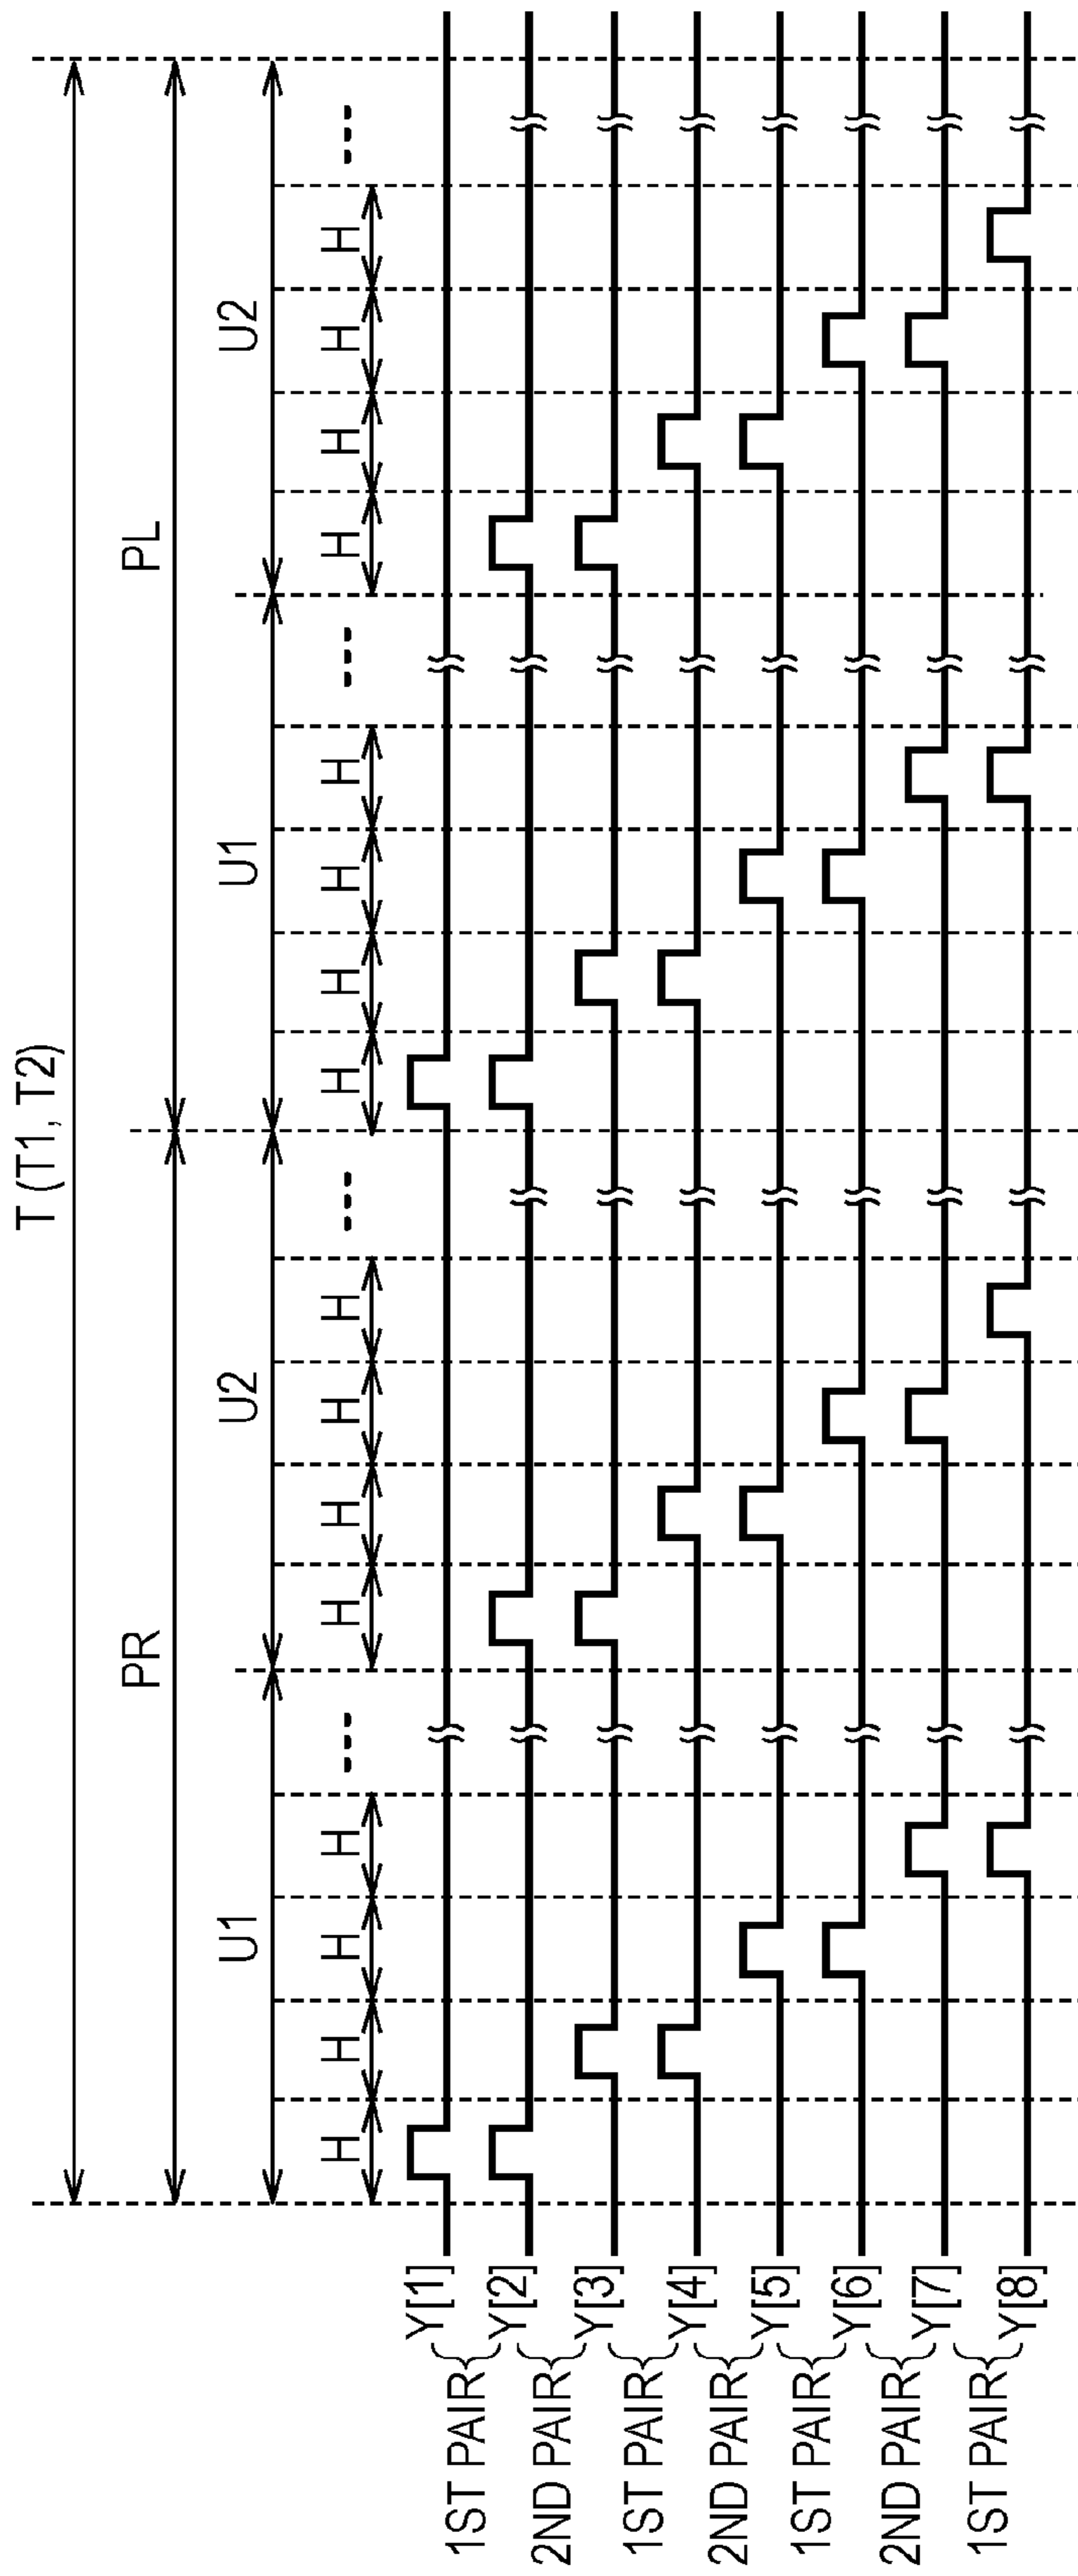 T (T1, T2)
PR PL
U1 U2 U1 U2
H H H H H H H H H H H H H H H H
1ST PAIR
2ND PAIR
1ST PAIR
2ND PAIR
1ST PAIR
2ND PAIR
1ST PAIR
Y[1]
Y[2]
Y[3]
Y[4]
Y[5]
Y[6]
Y[7]
Y[8]